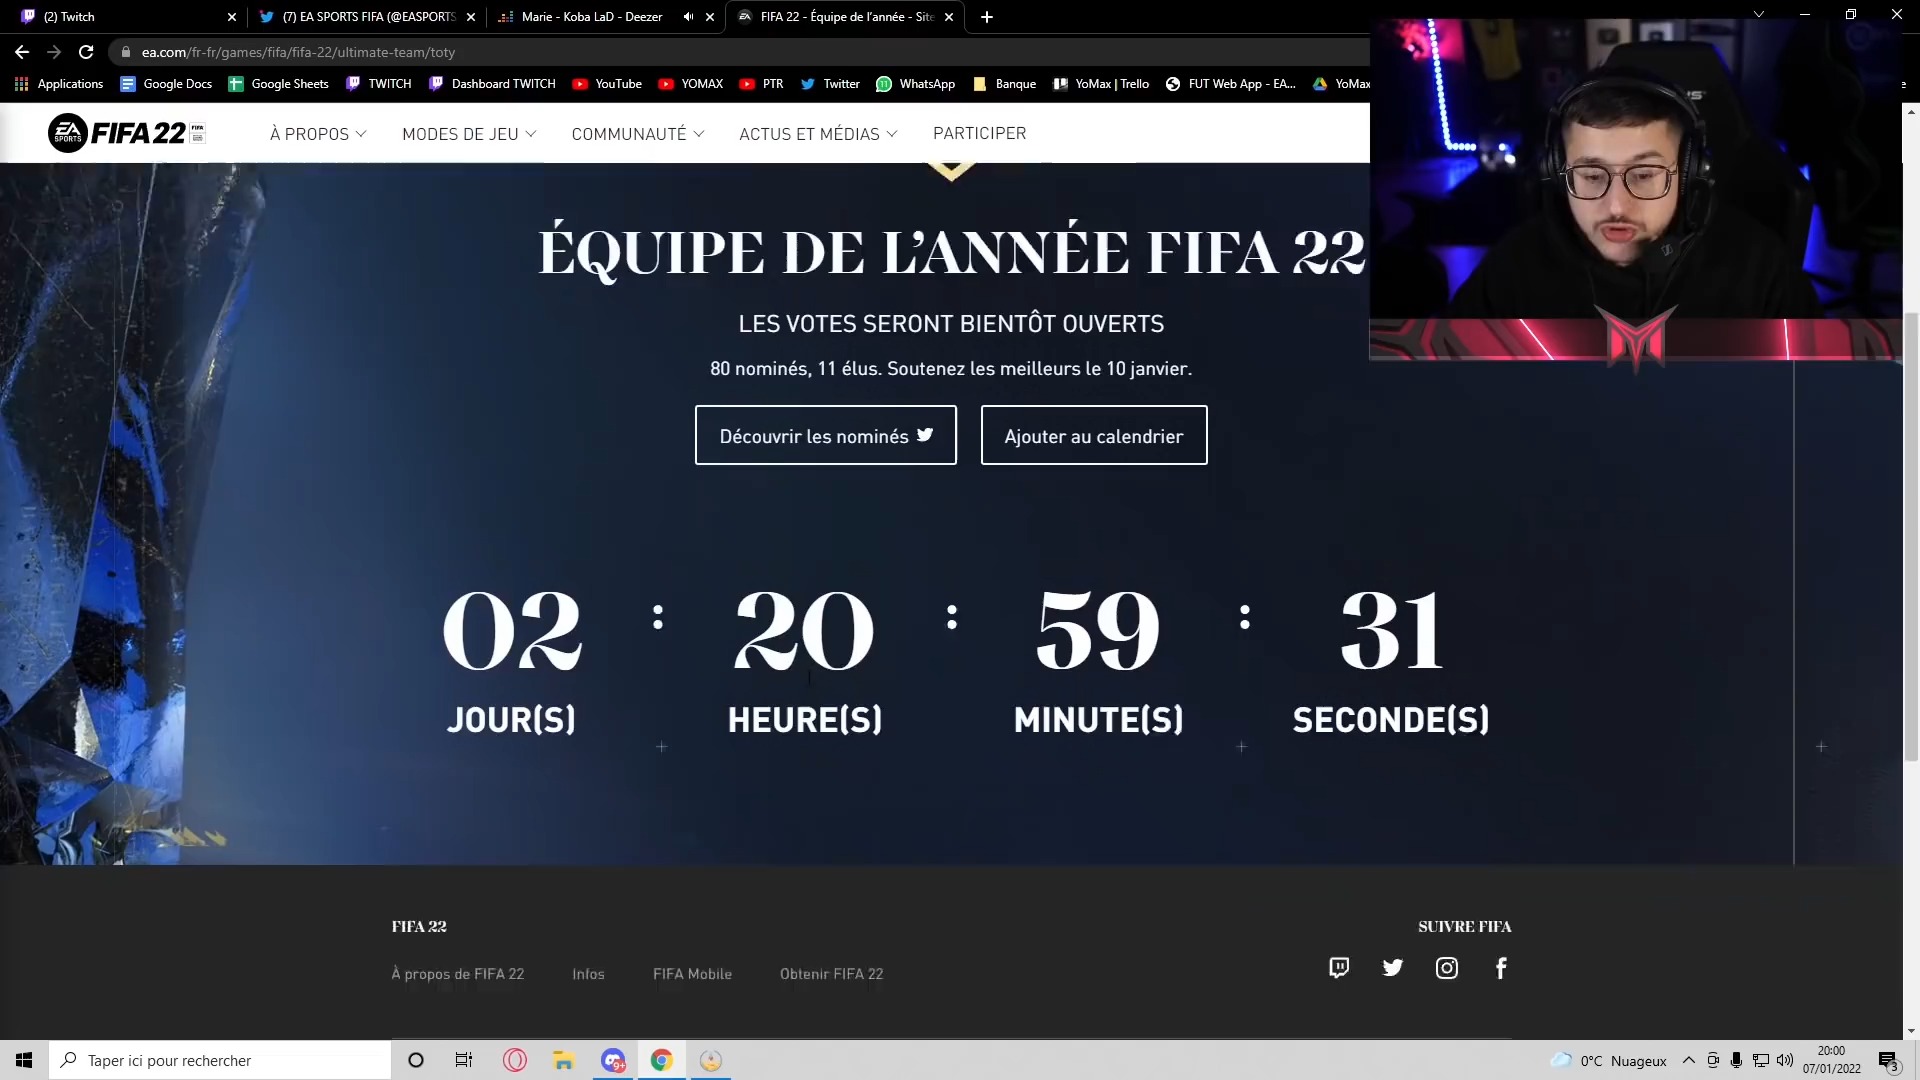 (2) Twitch
(7) EA SPORTS FIFA (@EASPORTS
Marie - Koba LaD - Deezer
FIFA 22 - Équipe de l'année - Site
ea.com/fr-fr/games/fifa/fifa-22/ultimate-team/toty
Applications
Google Docs
Google Sheets
TWITCH
Dashboard TWITCH
YouTube
YOMAX
PTR
Twitter
WhatsApp
Banque
YoMax | Trello
FUT Web App - EA...
YoMax
EA SPORTS
FIFA 22
À PROPOS
MODES DE JEU
COMMUNAUTÉ
ACTUS ET MÉDIAS
PARTICIPER
ÉQUIPE DE L’ANNÉE FIFA 22
LES VOTES SERONT BIENTÔT OUVERTS
80 nominés, 11 élus. Soutenez les meilleurs le 10 janvier.
Découvrir les nominés
Ajouter au calendrier
02 : 20 : 59 : 31
JOUR(S) HEURE(S) MINUTE(S) SECONDE(S)
FIFA 22
SUIVRE FIFA
À propos de FIFA 22
Infos
FIFA Mobile
Obtenir FIFA 22
Taper ici pour rechercher
9+
0°C Nuageux
20:00
07/01/2022
3